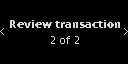 Review transaction
2 of 2